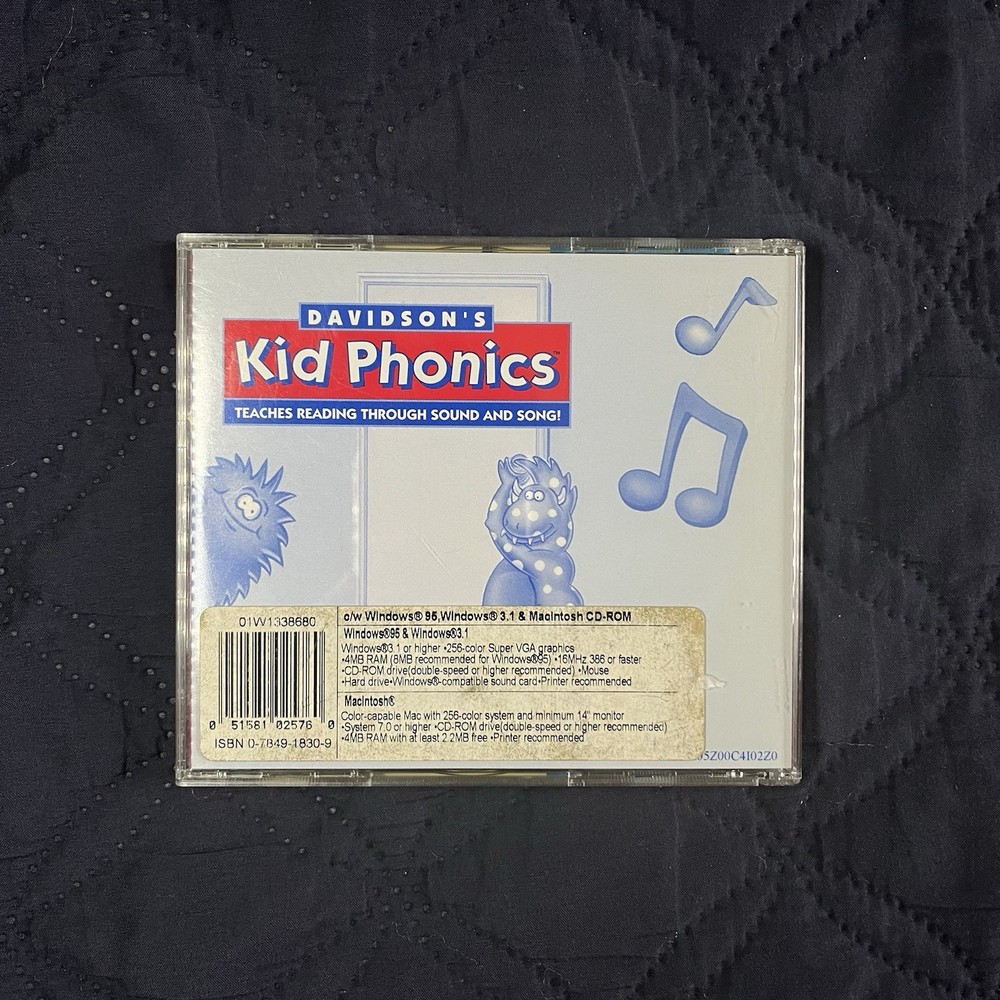 DAVIDSON'S
Kid Phonics™
TEACHES READING THROUGH SOUND AND SONG!
01W1338680
0 51581 02576 0
ISBN 0-7849-1830-9
c/w Windows® 95,Windows® 3.1 & Macintosh CD-ROM
Windows®95 & Windows®3.1
Windows®3.1 or higher •256-color Super VGA graphics
•4MB RAM (8MB recommended for Windows®95) •16MHz 386 or faster
•CD-ROM drive(double-speed or higher recommended) •Mouse
•Hard drive•Windows®-compatible sound card•Printer recommended
Macintosh®
Color-capable Mac with 256-color system and minimum 14" monitor
•System 7.0 or higher •CD-ROM drive(double-speed or higher recommended)
•4MB RAM with at least 2.2MB free •Printer recommended